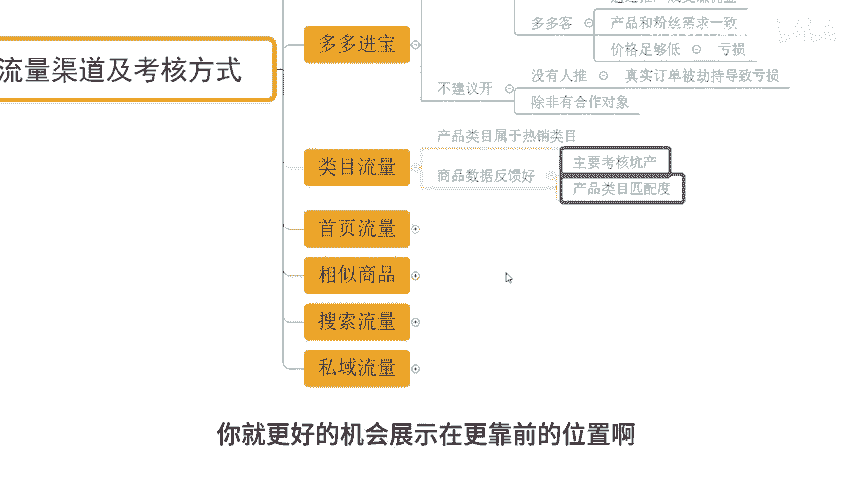 多多进宝
多多客
产品和粉丝需求一致
价格足够低
亏损
不建议开
没有人推
真实订单被劫持导致亏损
除非有合作对象
流量渠道及考核方式
产品类目属于热销类目
类目流量
商品数据反馈好
主要考核坑产
产品类目匹配度
首页流量
相似商品
搜索流量
私域流量
你就更好的机会展示在更靠前的位置啊